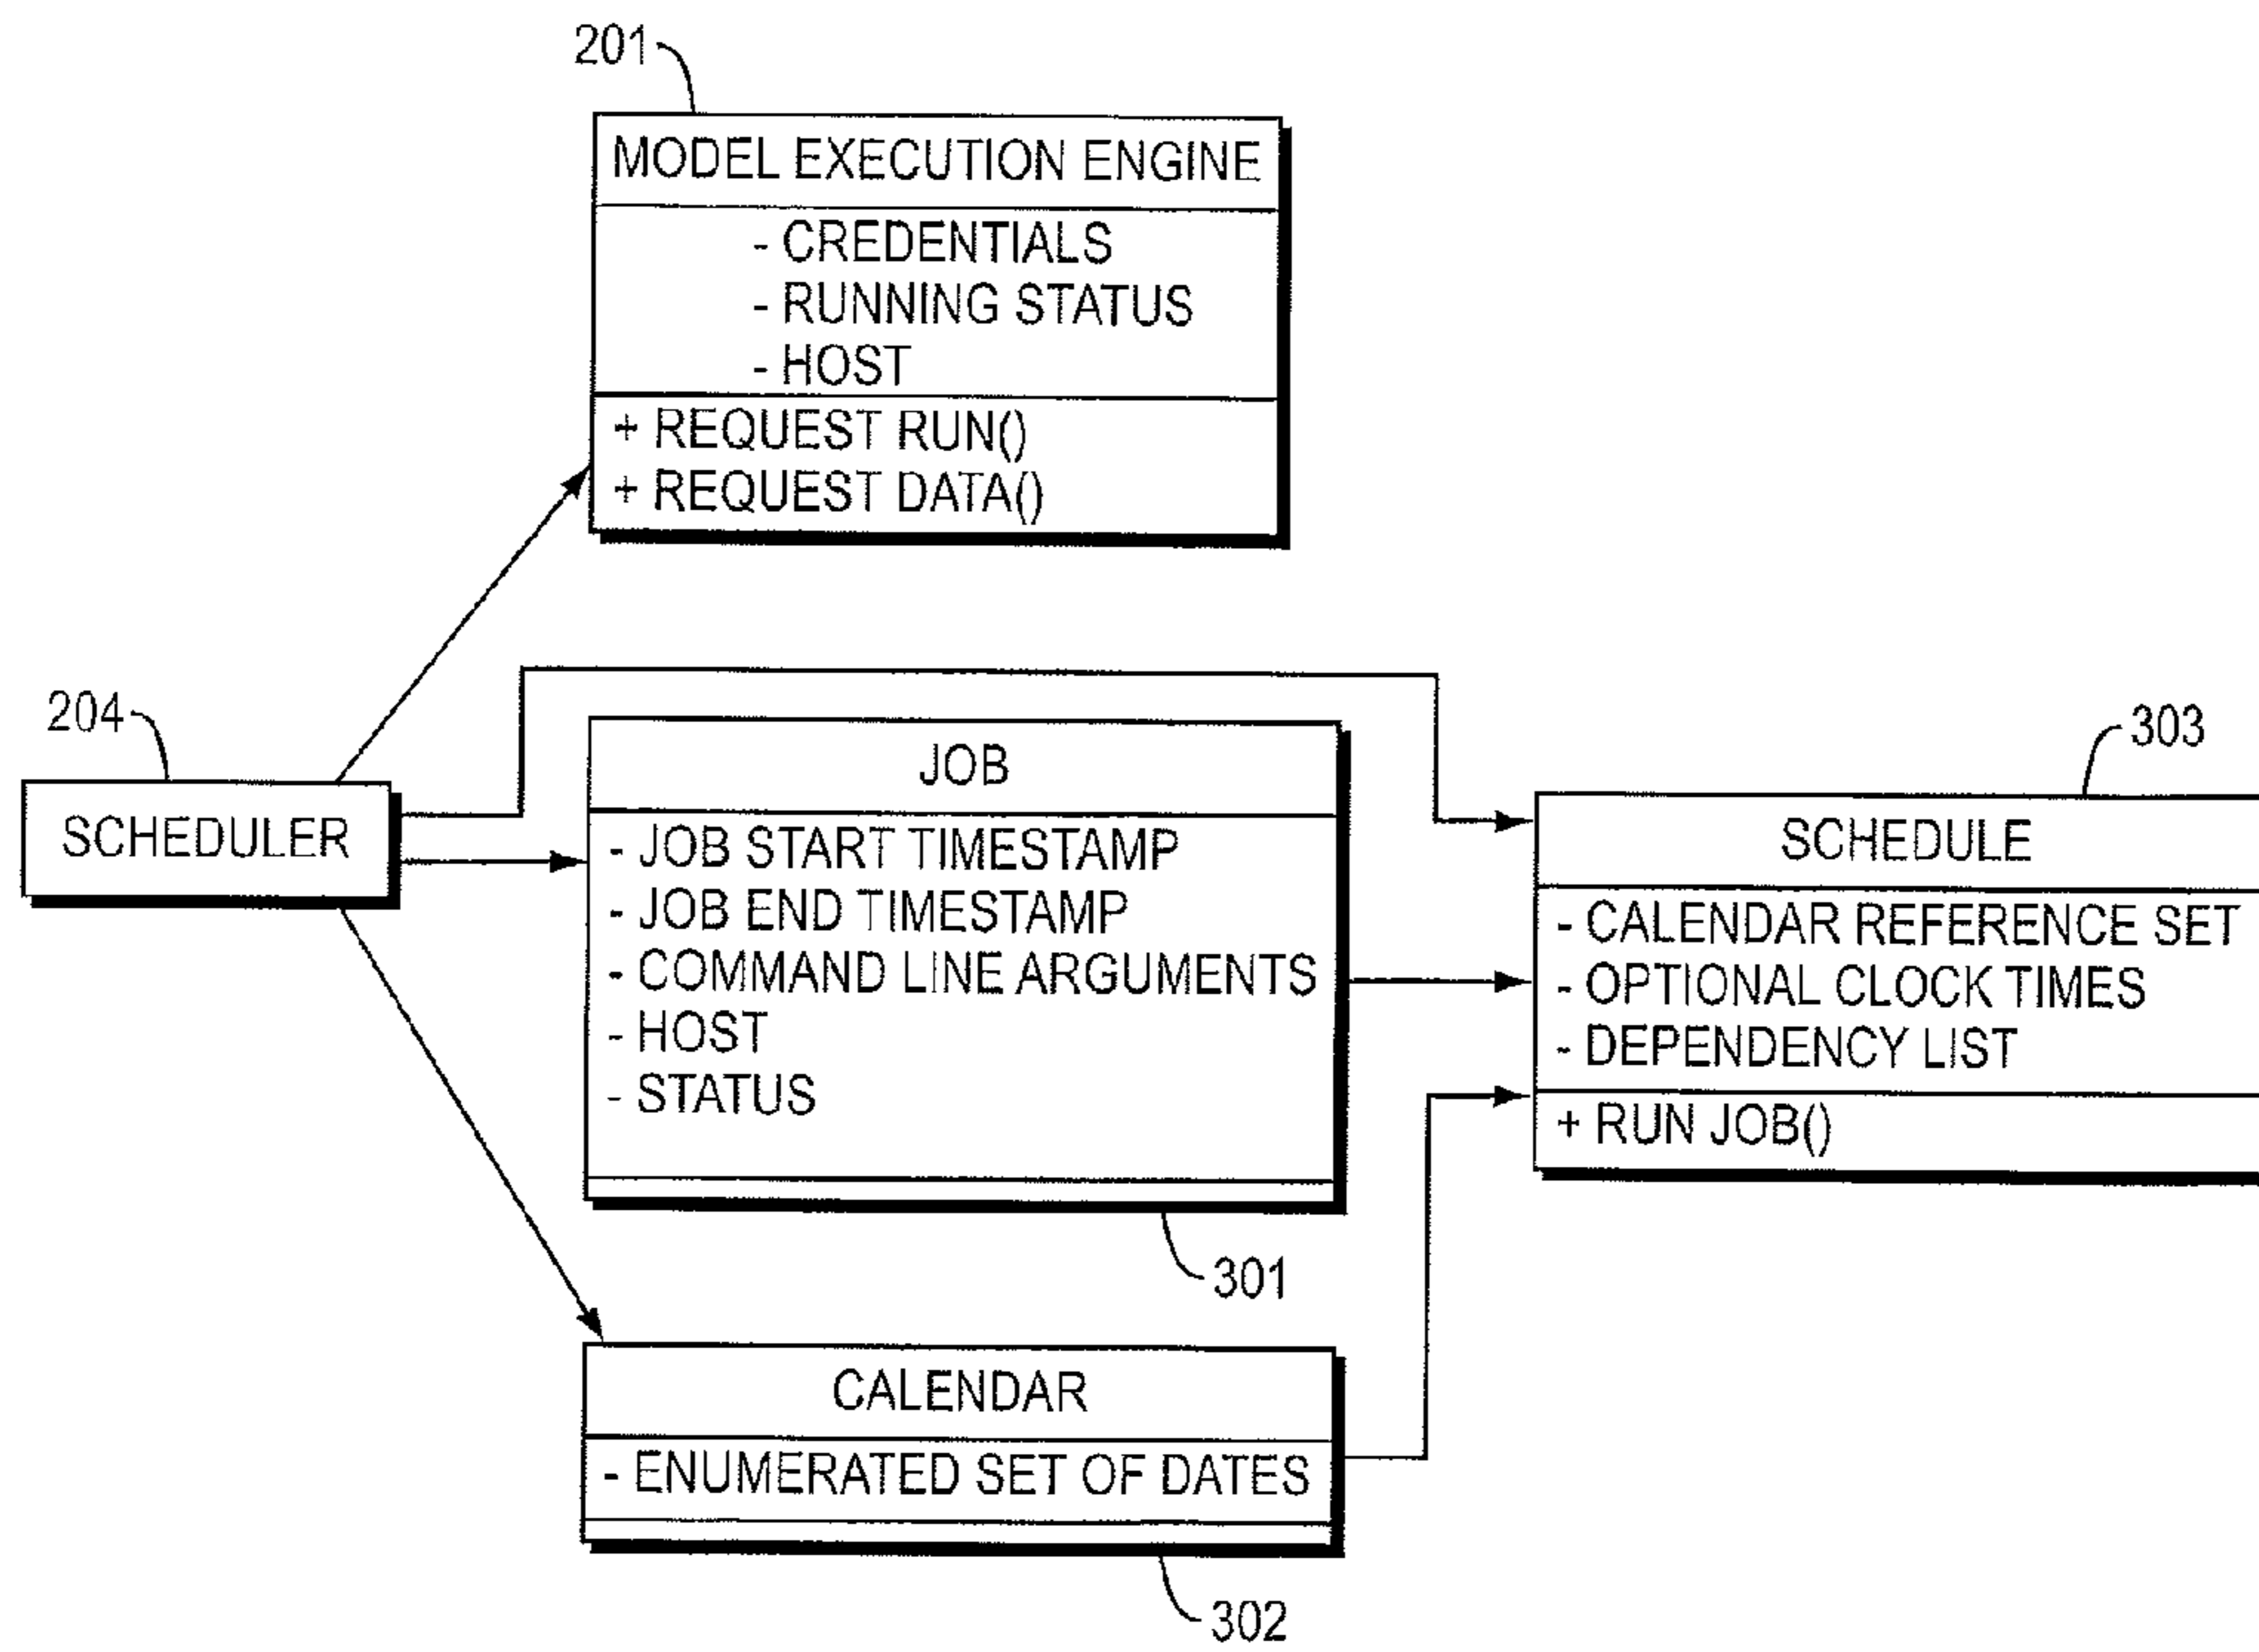 201
MODEL EXECUTION ENGINE
- CREDENTIALS
- RUNNING STATUS
- HOST
+ REQUEST RUN()
+ REQUEST DATA()
204
SCHEDULER
JOB
- JOB START TIMESTAMP
- JOB END TIMESTAMP
- COMMAND LINE ARGUMENTS
- HOST
- STATUS
301
303
SCHEDULE
- CALENDAR REFERENCE SET
- OPTIONAL CLOCK TIMES
- DEPENDENCY LIST
+ RUN JOB()
CALENDAR
- ENUMERATED SET OF DATES
302